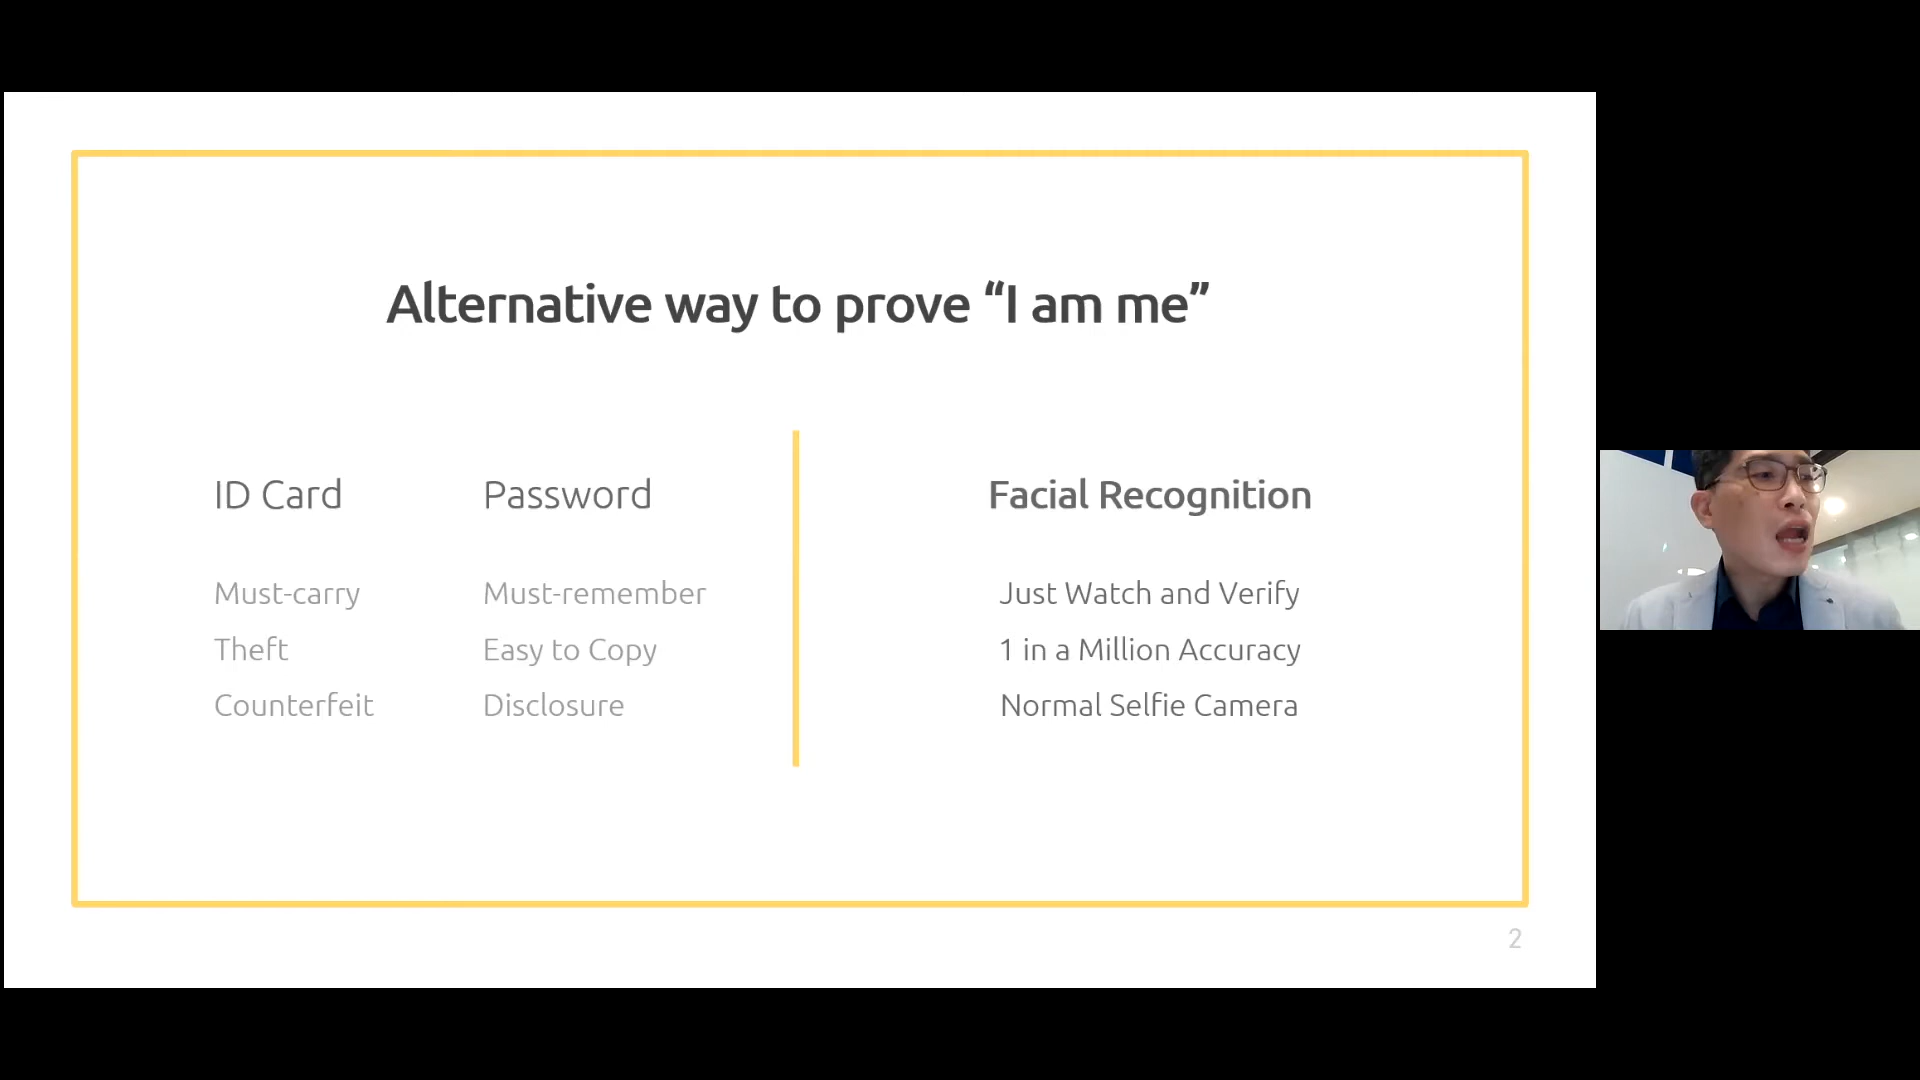 Alternative way to prove “I am me”
ID Card
Must-carry
Theft
Counterfeit
Password
Must-remember
Easy to Copy
Disclosure
Facial Recognition
Just Watch and Verify
1 in a Million Accuracy
Normal Selfie Camera
2